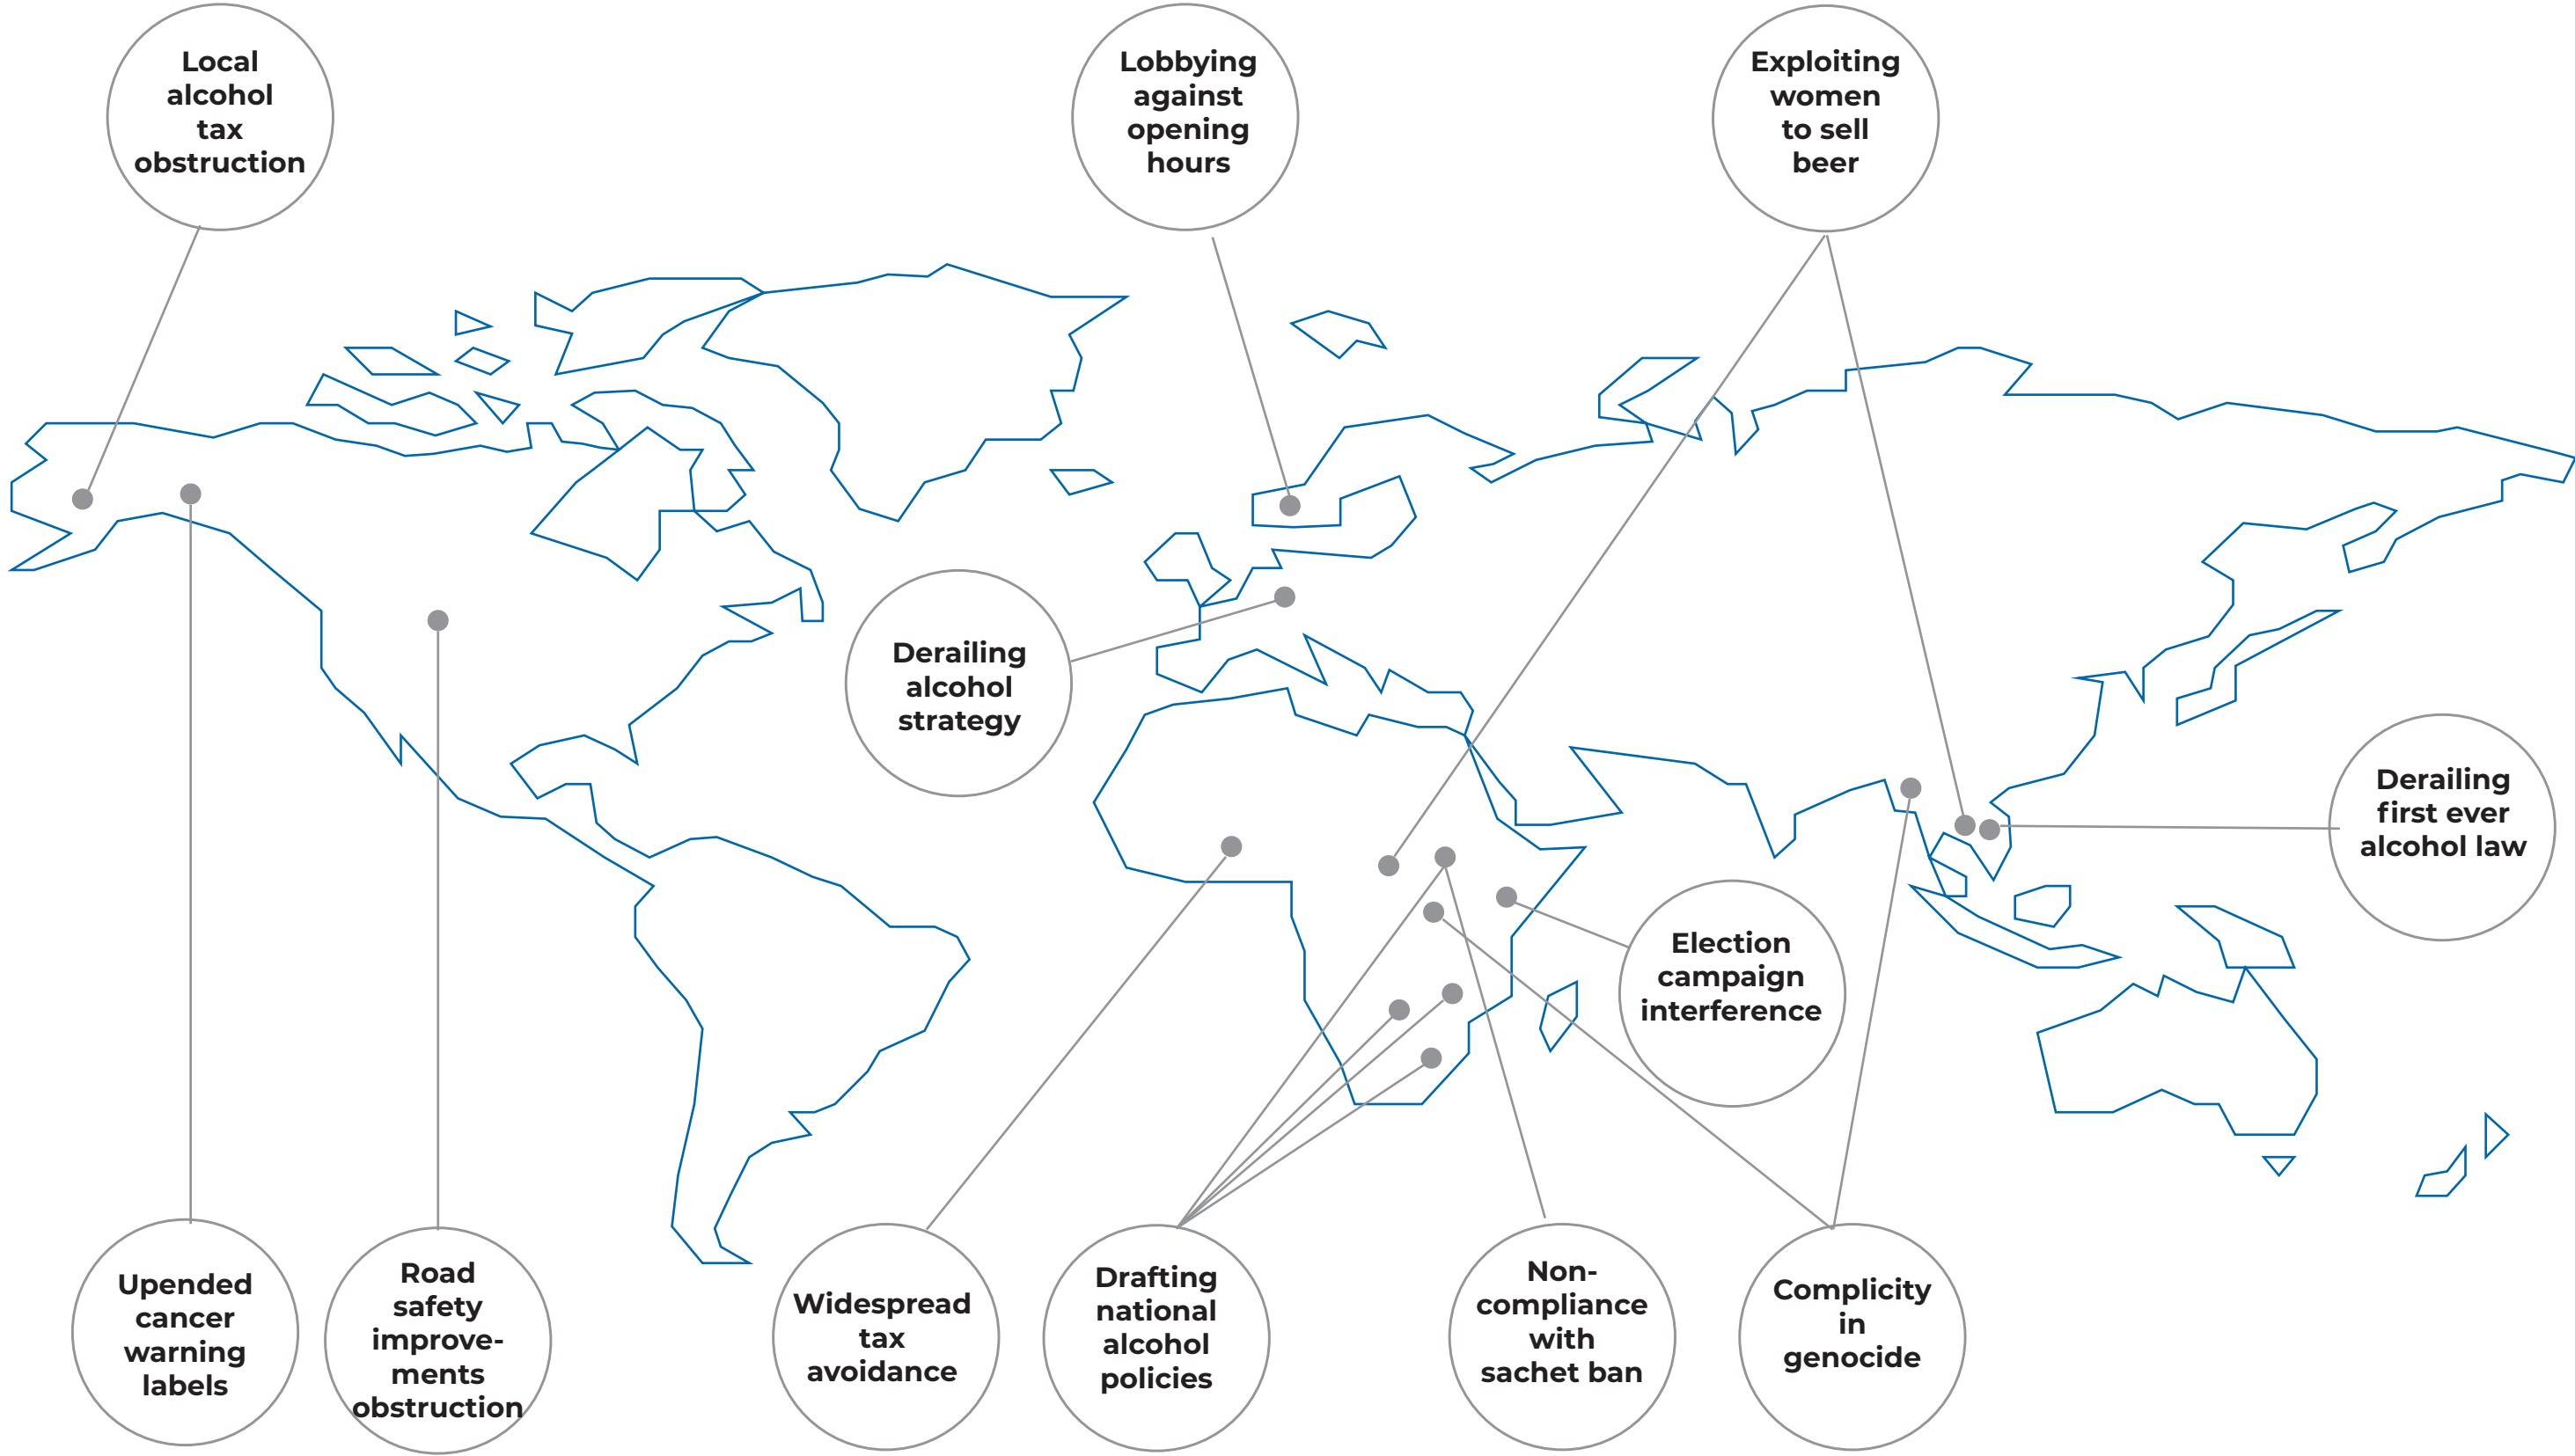 Local
alcohol
tax
obstruction
Lobbying
against
opening
hours
Exploiting
women
to sell
beer
Derailing
alcohol
strategy
Derailing
first ever
alcohol law
Election
campaign
interference
Upended
cancer
warning
labels
Road
safety
improve-
ments
obstruction
Widespread
tax
avoidance
Drafting
national
alcohol
policies
Non-
compliance
with
sachet ban
Complicity
in
genocide